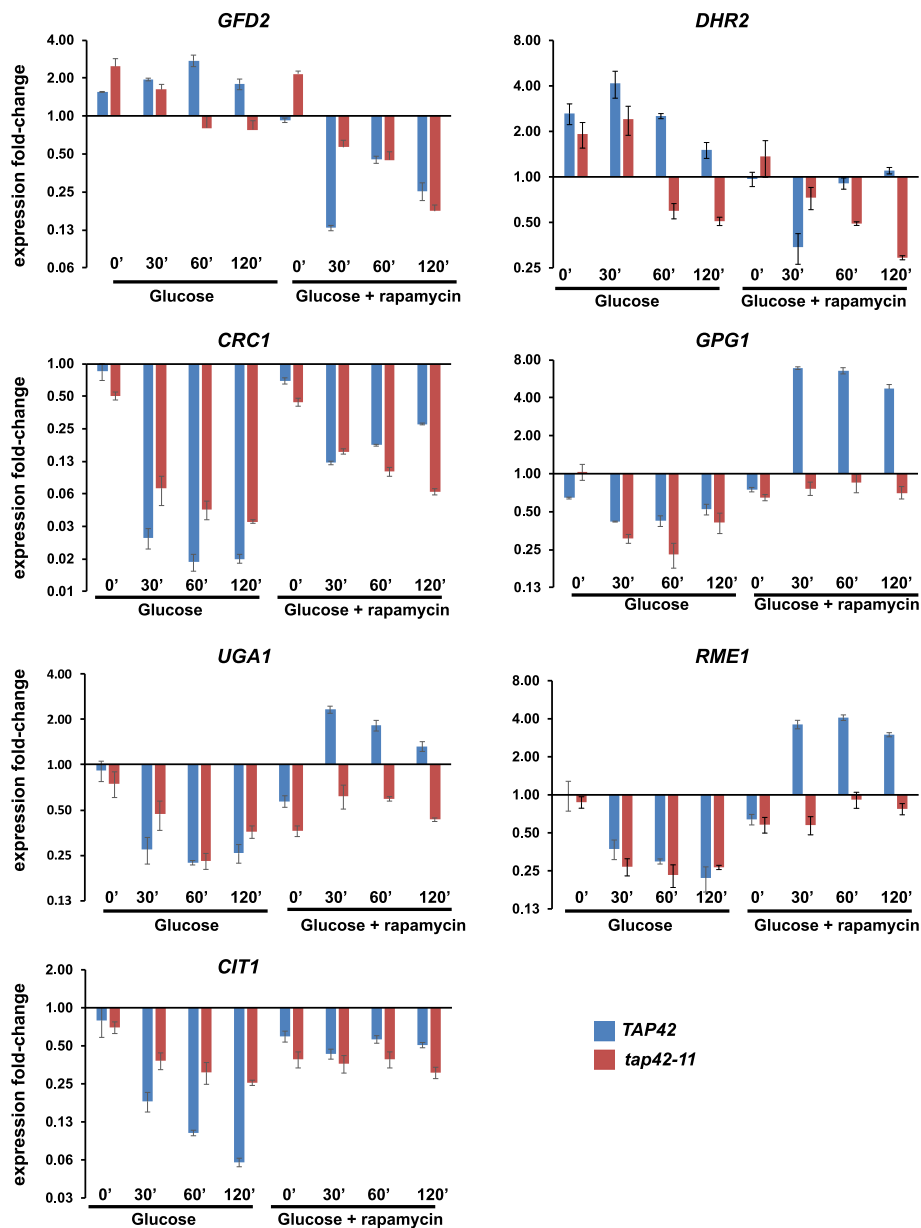 GFD2
expression fold-change
4.00
2.00
1.00
0.50
0.25
0.13
0.06
0’ 30’ 60’ 120’ 0’ 30’ 60’ 120’
Glucose Glucose + rapamycin
DHR2
8.00
4.00
2.00
1.00
0.50
0.25
0’ 30’ 60’ 120’ 0’ 30’ 60’ 120’
Glucose Glucose + rapamycin
CRC1
expression fold-change
1.00
0.50
0.25
0.13
0.06
0.03
0.02
0.01
0’ 30’ 60’ 120’ 0’ 30’ 60’ 120’
Glucose Glucose + rapamycin
GPG1
8.00
4.00
2.00
1.00
0.50
0.25
0.13
0’ 30’ 60’ 120’ 0’ 30’ 60’ 120’
Glucose Glucose + rapamycin
UGA1
expression fold-change
4.00
2.00
1.00
0.50
0.25
0.13
0’ 30’ 60’ 120’ 0’ 30’ 60’ 120’
Glucose Glucose + rapamycin
RME1
8.00
4.00
2.00
1.00
0.50
0.25
0.13
0’ 30’ 60’ 120’ 0’ 30’ 60’ 120’
Glucose Glucose + rapamycin
CIT1
expression fold-change
2.00
1.00
0.50
0.25
0.13
0.06
0.03
0’ 30’ 60’ 120’ 0’ 30’ 60’ 120’
Glucose Glucose + rapamycin
TAP42
tap42-11